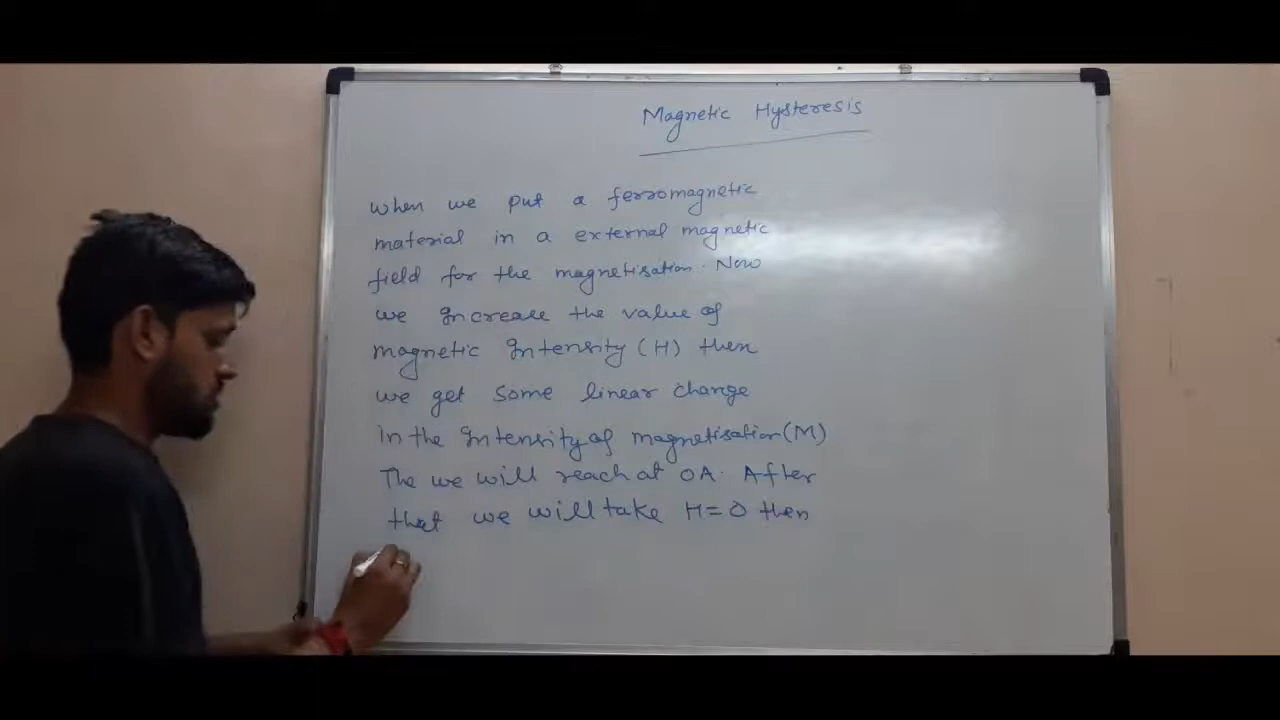 Magnetic Hysteresis
When we put a ferromagnetic
material in a external magnetic
field for the magnetisation. Now
we Increase the value of
magnetic Intensity (H) then
we get some linear change
In the Intensity of magnetisation (M)
The we will reach at OA. After
that we will take H=0 then